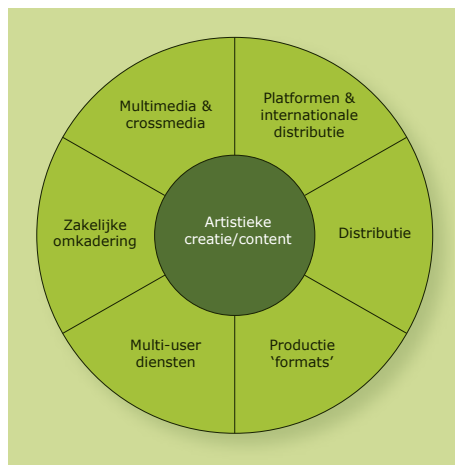 Multimedia &
crossmedia
Platformen &
internationale
distributie
Zakelijke
omkadering
Artistieke
creatie/content
Distributie
Multi-user
diensten
Productie
‘formats’